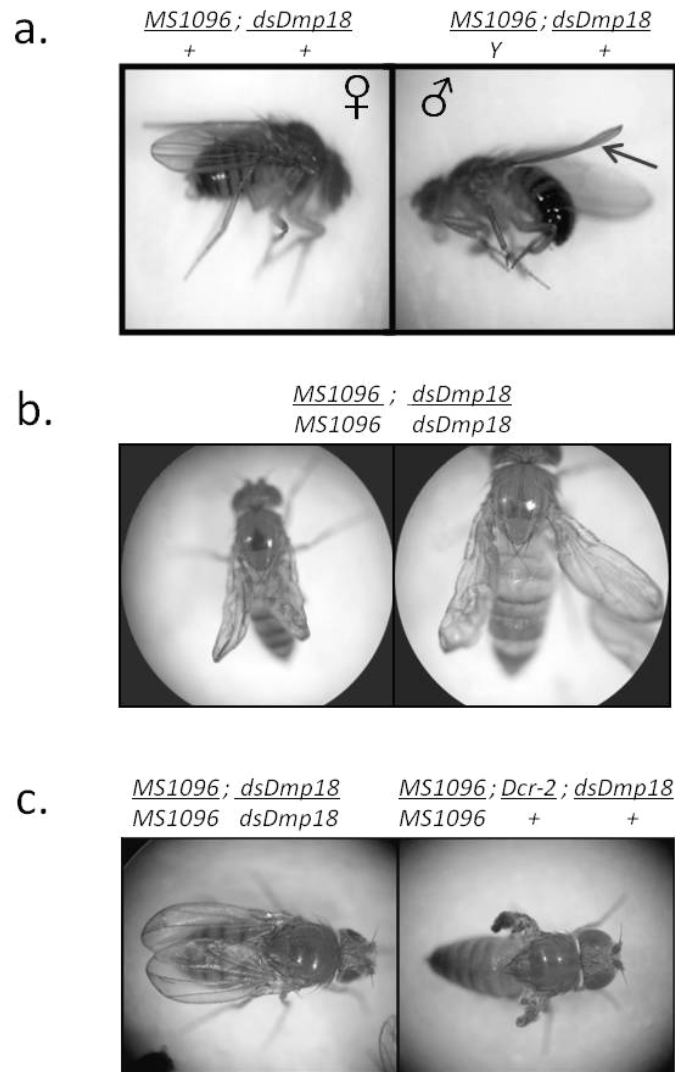 a.
MS1096 ; dsDmp18 MS1096 ; dsDmp18
+ + Y +
♀ ♂
b.
MS1096 ; dsDmp18
MS1096 dsDmp18
c.
MS1096 ; dsDmp18 MS1096 ; Dcr-2 ; dsDmp18
MS1096 dsDmp18 MS1096 + +